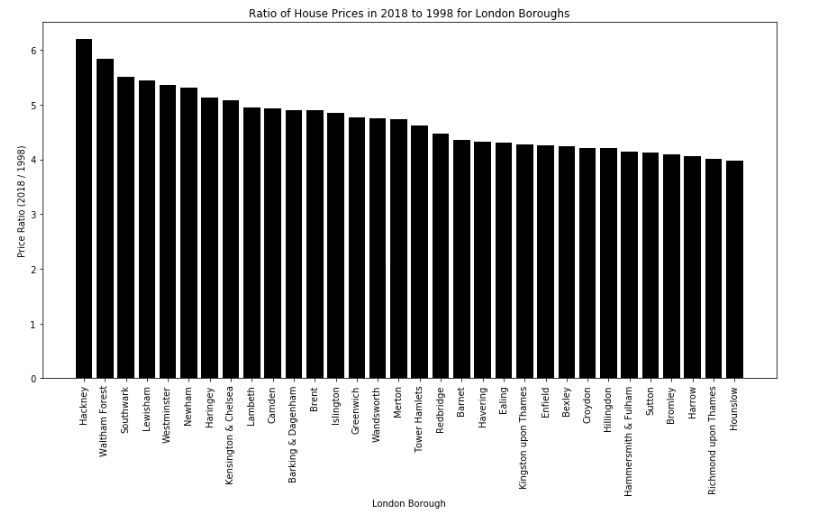 Ratio of House Prices in 2018 to 1998 for London Boroughs
Price Ratio (2018 / 1998)
6
5
4
3
2
1
0
Hackney
Waltham Forest
Southwark
Lewisham
Westminster
Newham
Haringey
Kensington & Chelsea
Lambeth
Camden
Barking & Dagenham
Brent
Islington
Greenwich
Wandsworth
Merton
Tower Hamlets
Redbridge
Barnet
Havering
Ealing
Kingston upon Thames
Enfield
Bexley
Croydon
Hillingdon
Hammersmith & Fulham
Sutton
Bromley
Harrow
Richmond upon Thames
Hounslow
London Borough